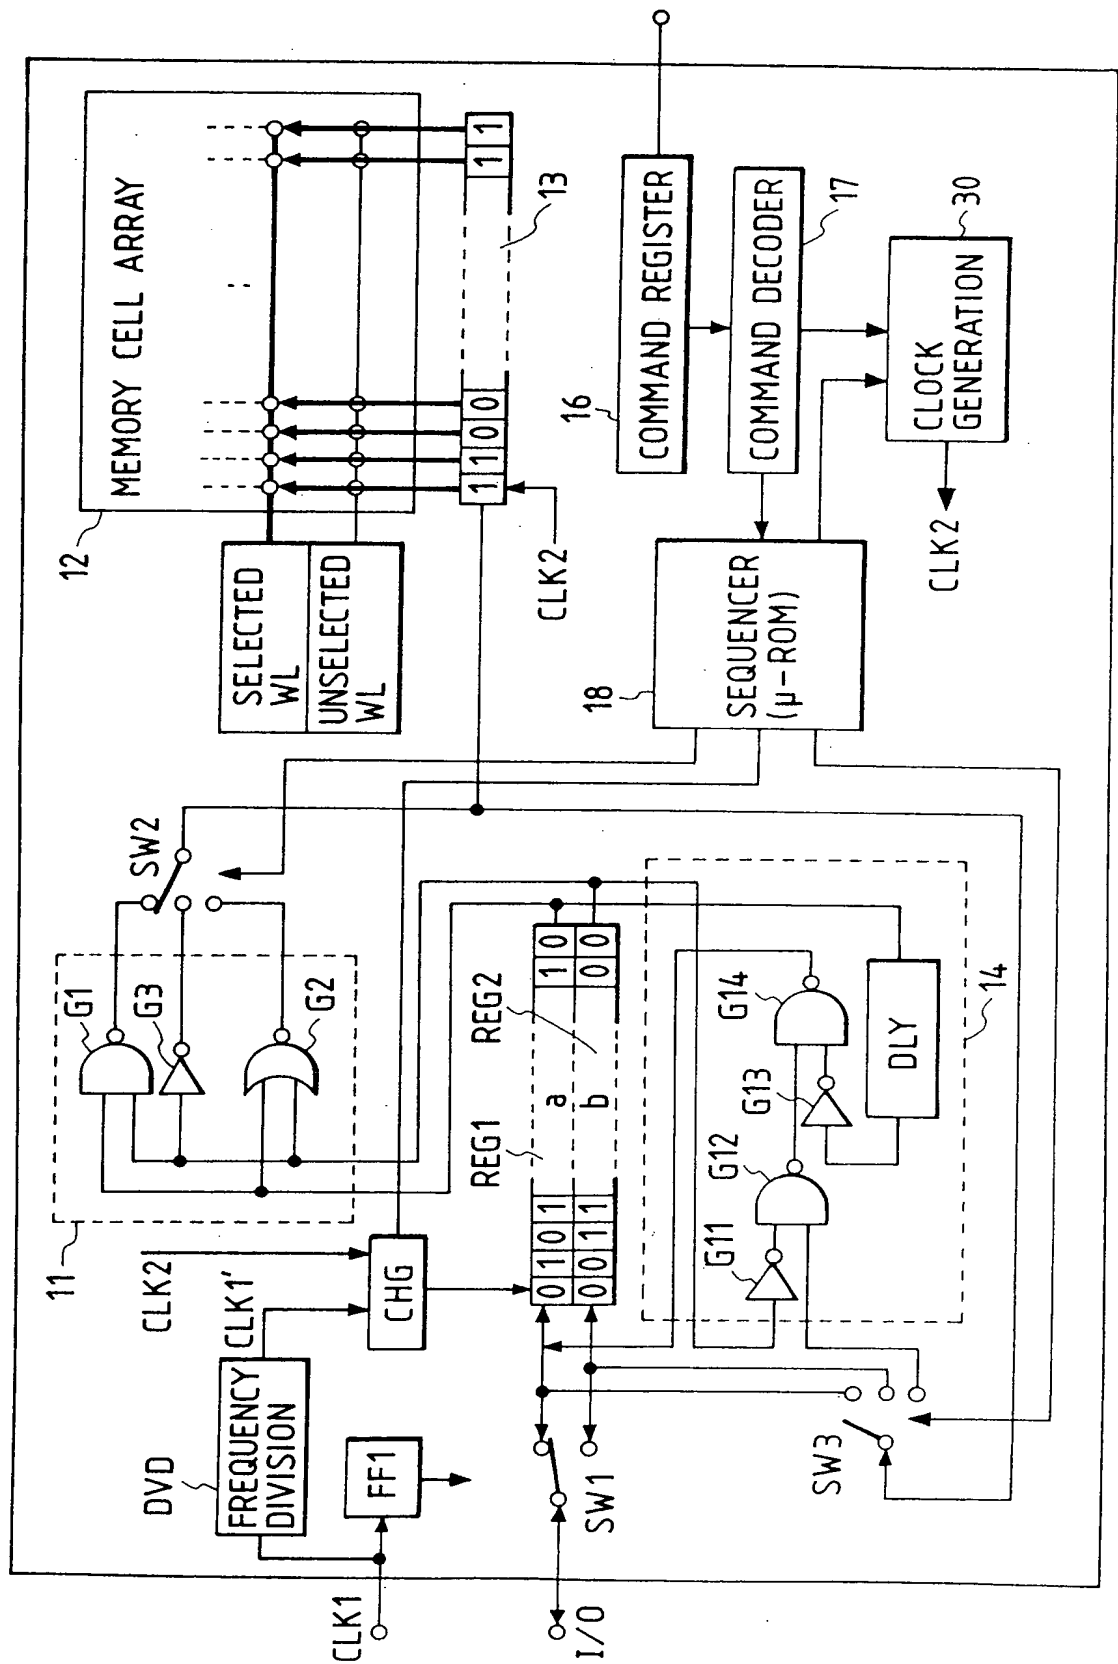 12
MEMORY CELL ARRAY
SELECTED
WL
UNSELECTED
WL
1 1 0 0
1 1
13
CLK2
SW2
11
G1
G3
G2
CLK2
CLK1'
CHG
DVD
FREQUENCY
DIVISION
FF1
CLK1
I/O
SW1
REG1
REG2
0 1 0 1
a
1 0
0 0 1 1
b
0 0
G11
G12
G13
G14
DLY
14
SW3
16
COMMAND REGISTER
COMMAND DECODER
17
18
SEQUENCER
(μ-ROM)
30
CLOCK
GENERATION
CLK2